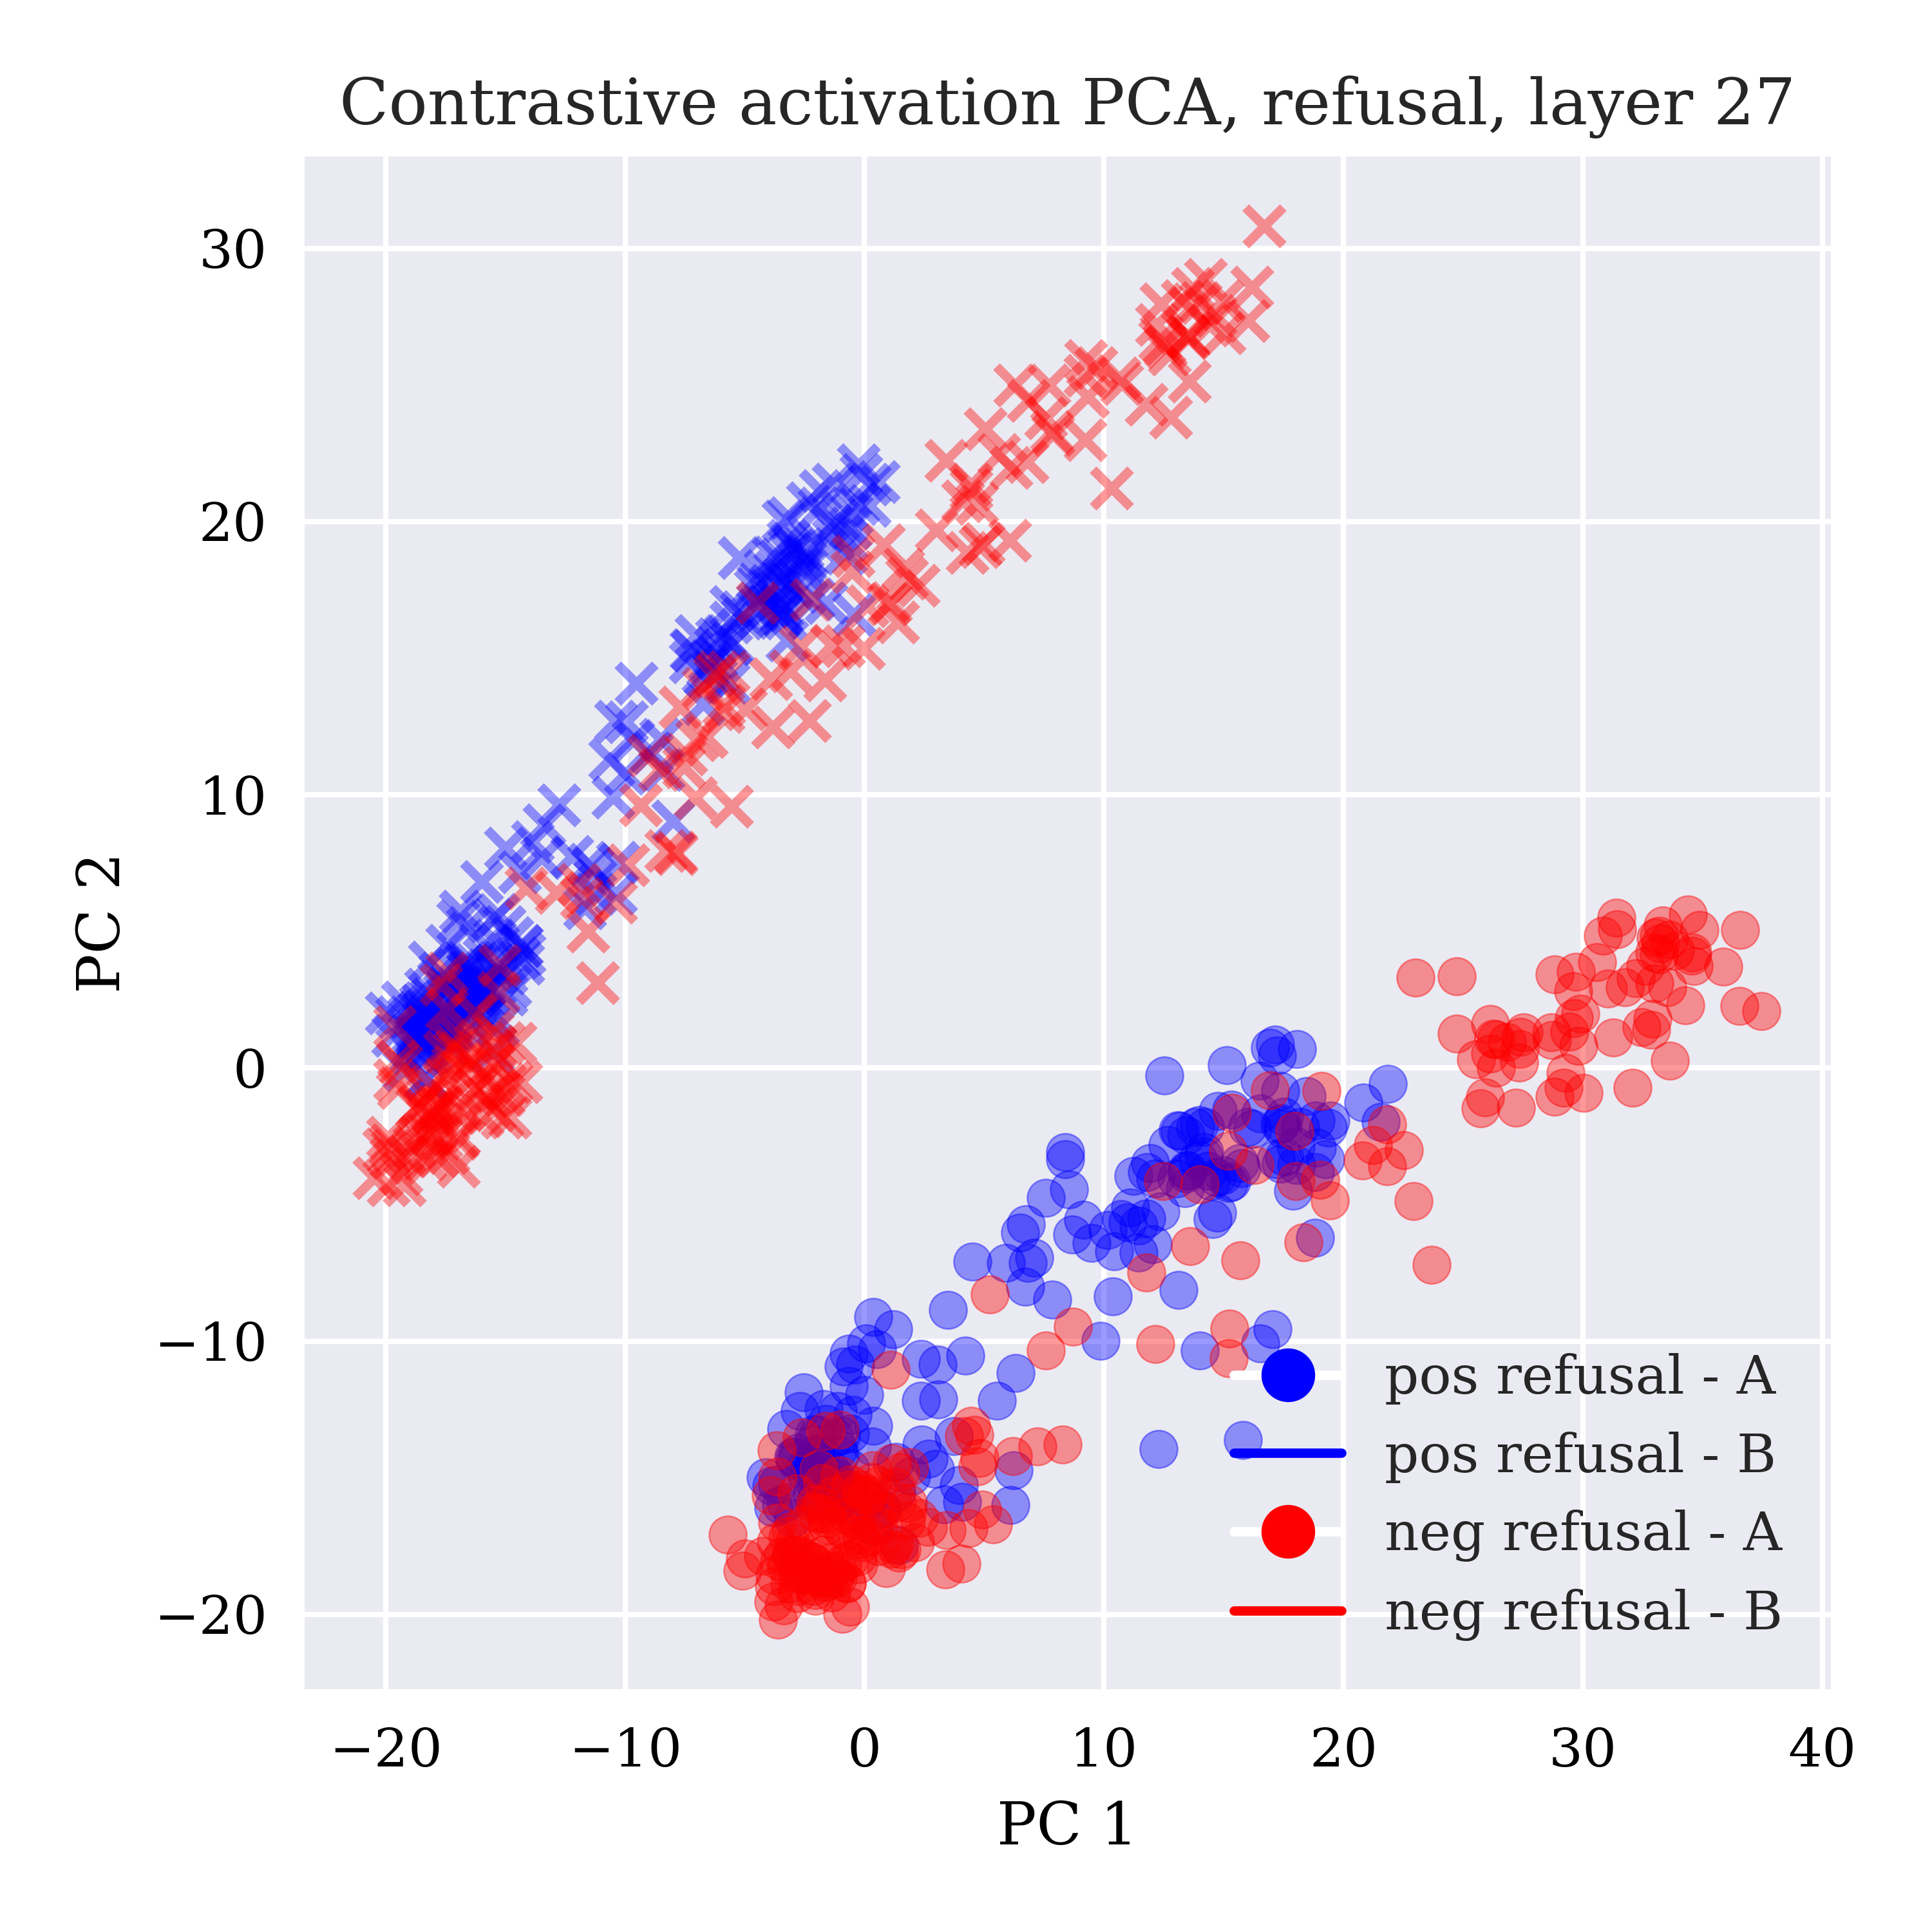 Contrastive activation PCA, refusal, layer 27
30
20
10
0
−10
−20
PC 2
pos refusal - A
pos refusal - B
neg refusal - A
neg refusal - B
−20 −10 0 10 20 30 40
PC 1